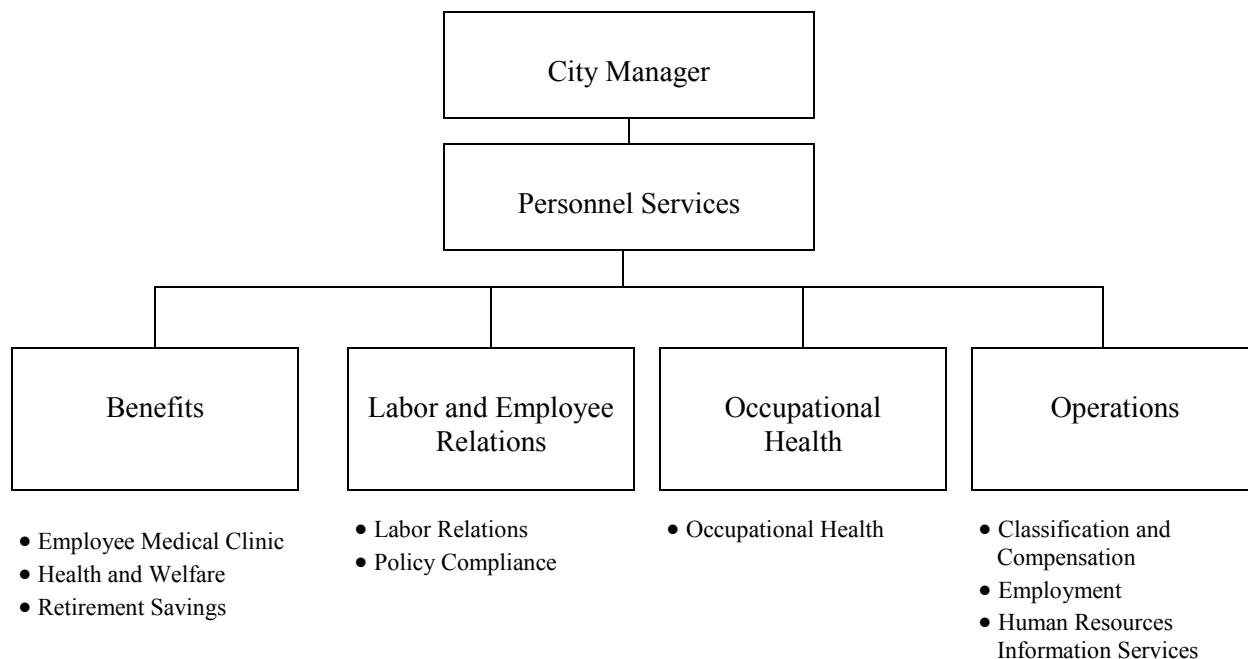 City Manager
Personnel Services
Benefits
Labor and Employee
Relations
Occupational
Health
Operations
• Employee Medical Clinic
• Health and Welfare
• Retirement Savings
• Labor Relations
• Policy Compliance
• Occupational Health
• Classification and
Compensation
• Employment
• Human Resources
Information Services